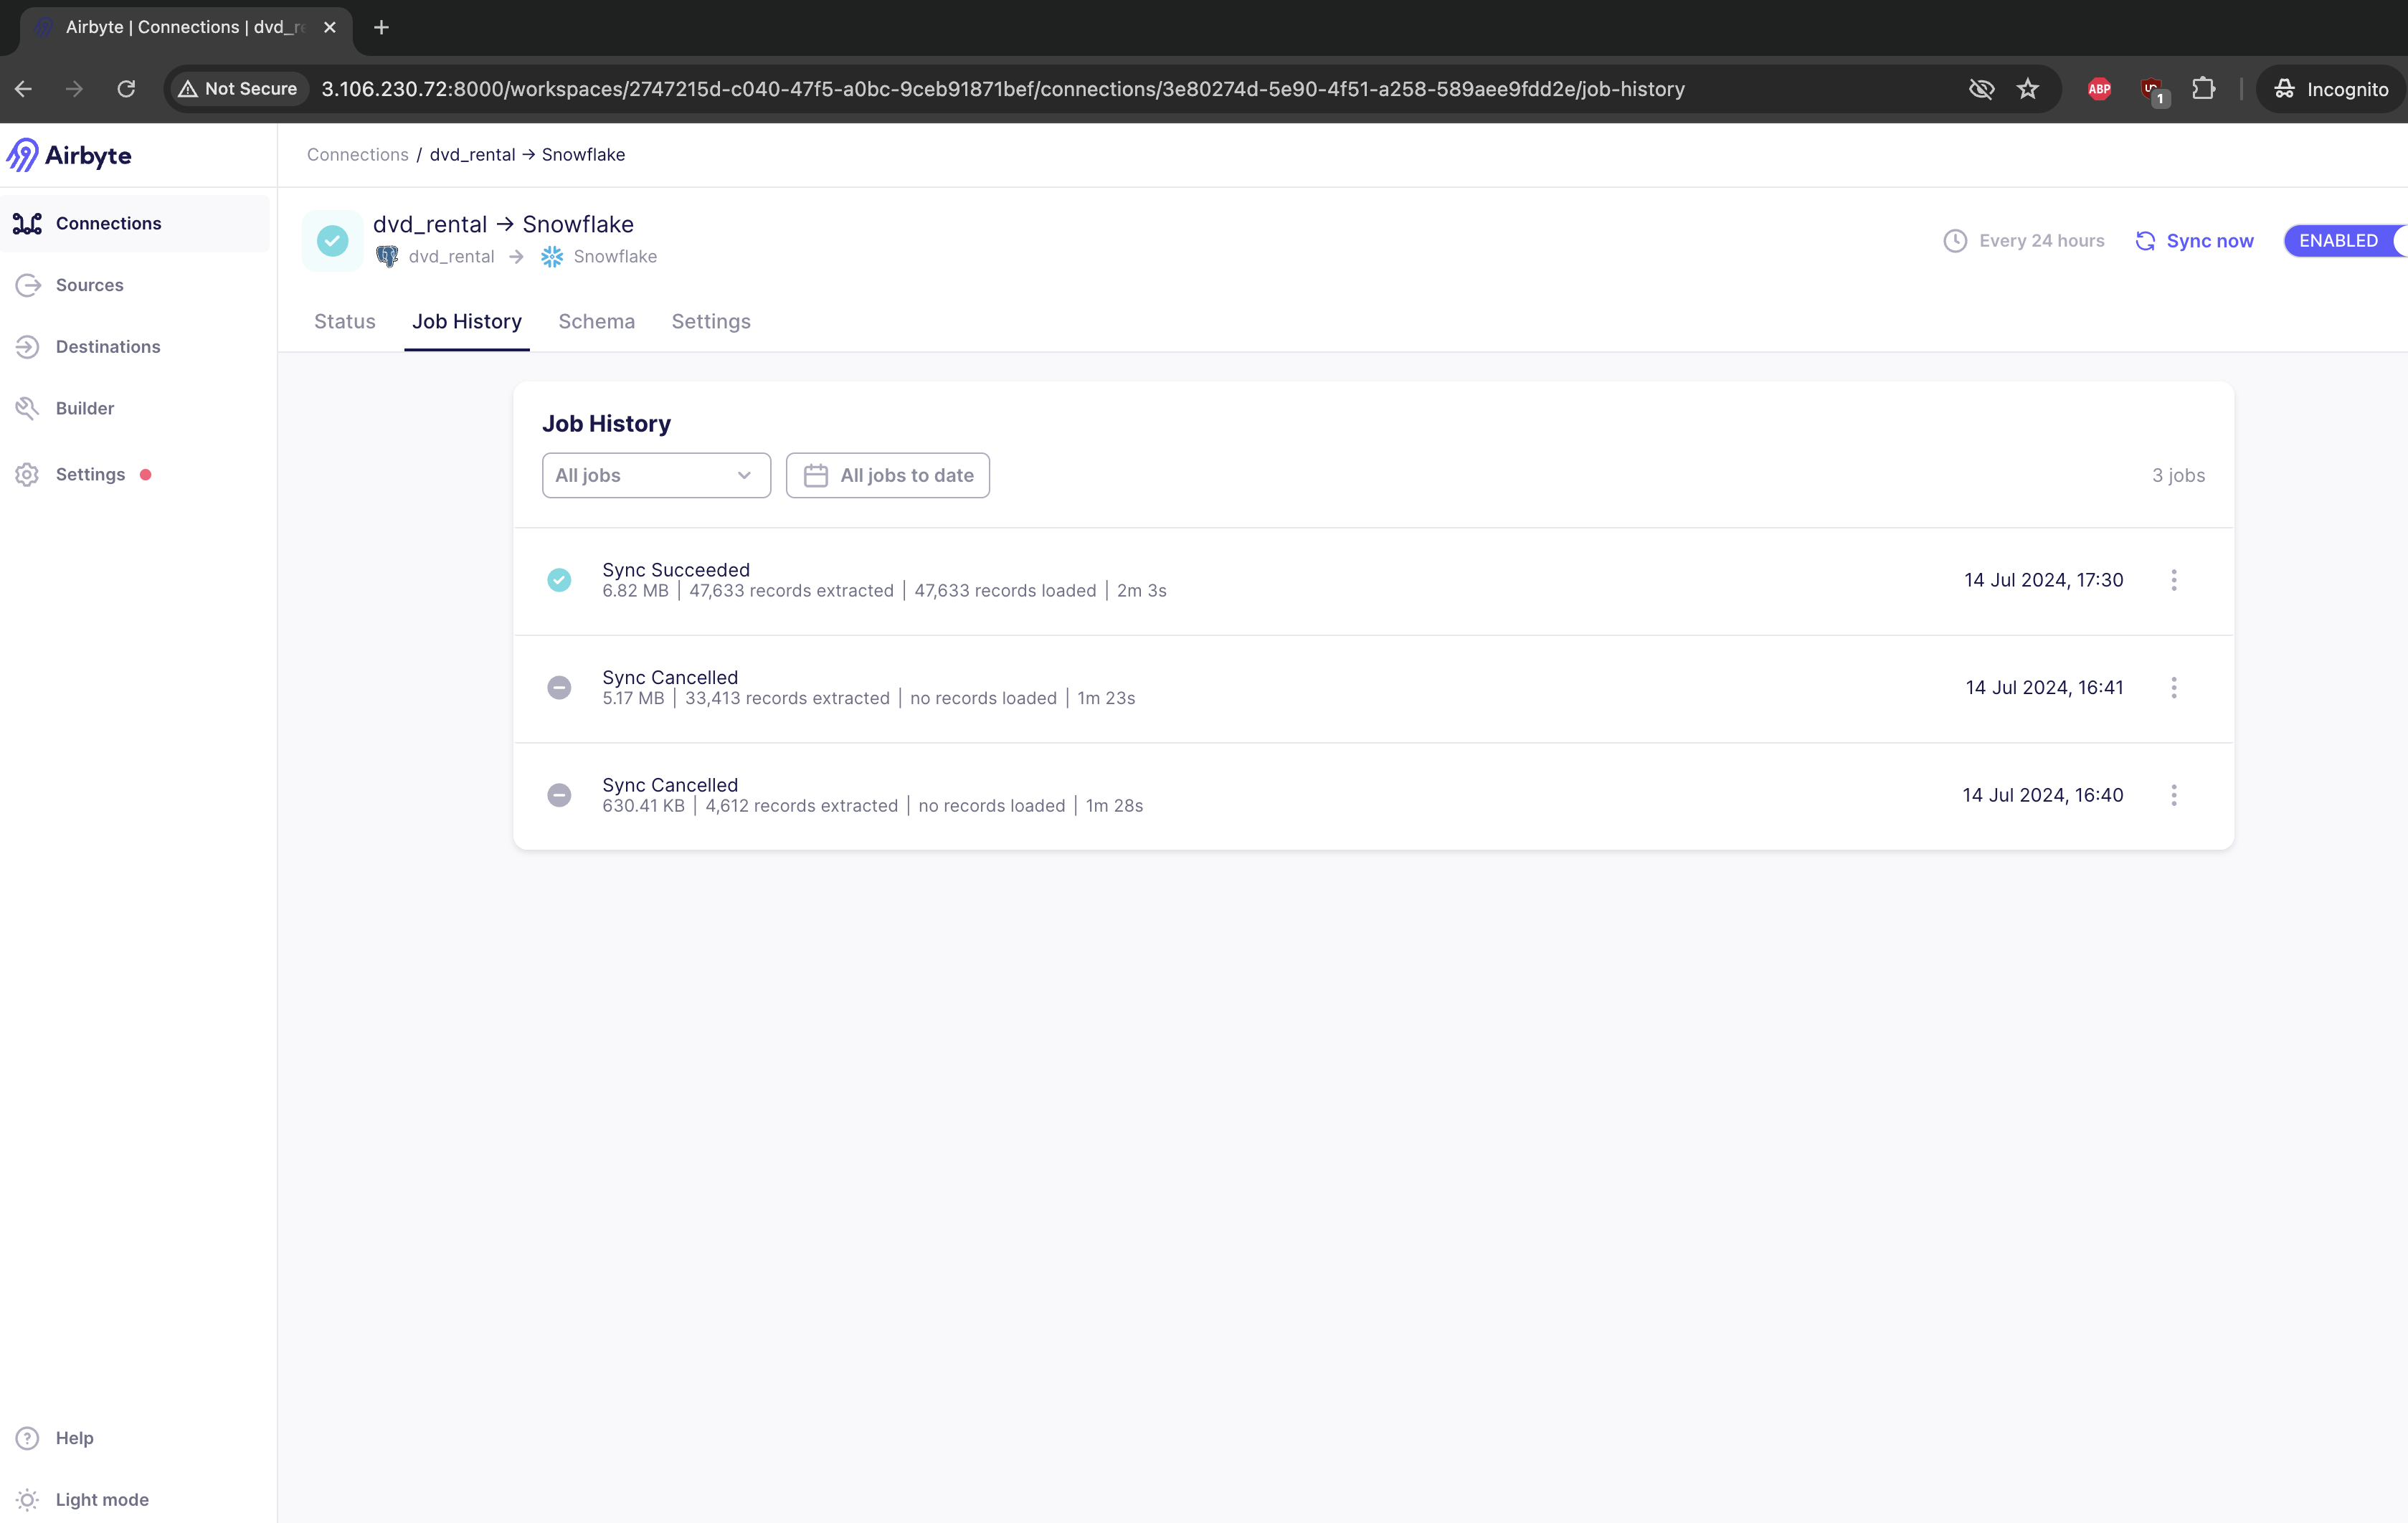 Airbyte | Connections | dvd_re
Not Secure 3.106.230.72:8000/workspaces/2747215d-c040-47f5-a0bc-9ceb91871bef/connections/3e80274d-5e90-4f51-a258-589aee9fdd2e/job-history ABP 1 Incognito
Airbyte
Connections / dvd_rental → Snowflake
Connections
Sources
Destinations
Builder
Settings
dvd_rental → Snowflake
dvd_rental → Snowflake
Every 24 hours Sync now ENABLED
Status Job History Schema Settings
Job History
All jobs All jobs to date 3 jobs
Sync Succeeded
6.82 MB | 47,633 records extracted | 47,633 records loaded | 2m 3s
14 Jul 2024, 17:30
Sync Cancelled
5.17 MB | 33,413 records extracted | no records loaded | 1m 23s
14 Jul 2024, 16:41
Sync Cancelled
630.41 KB | 4,612 records extracted | no records loaded | 1m 28s
14 Jul 2024, 16:40
Help
Light mode